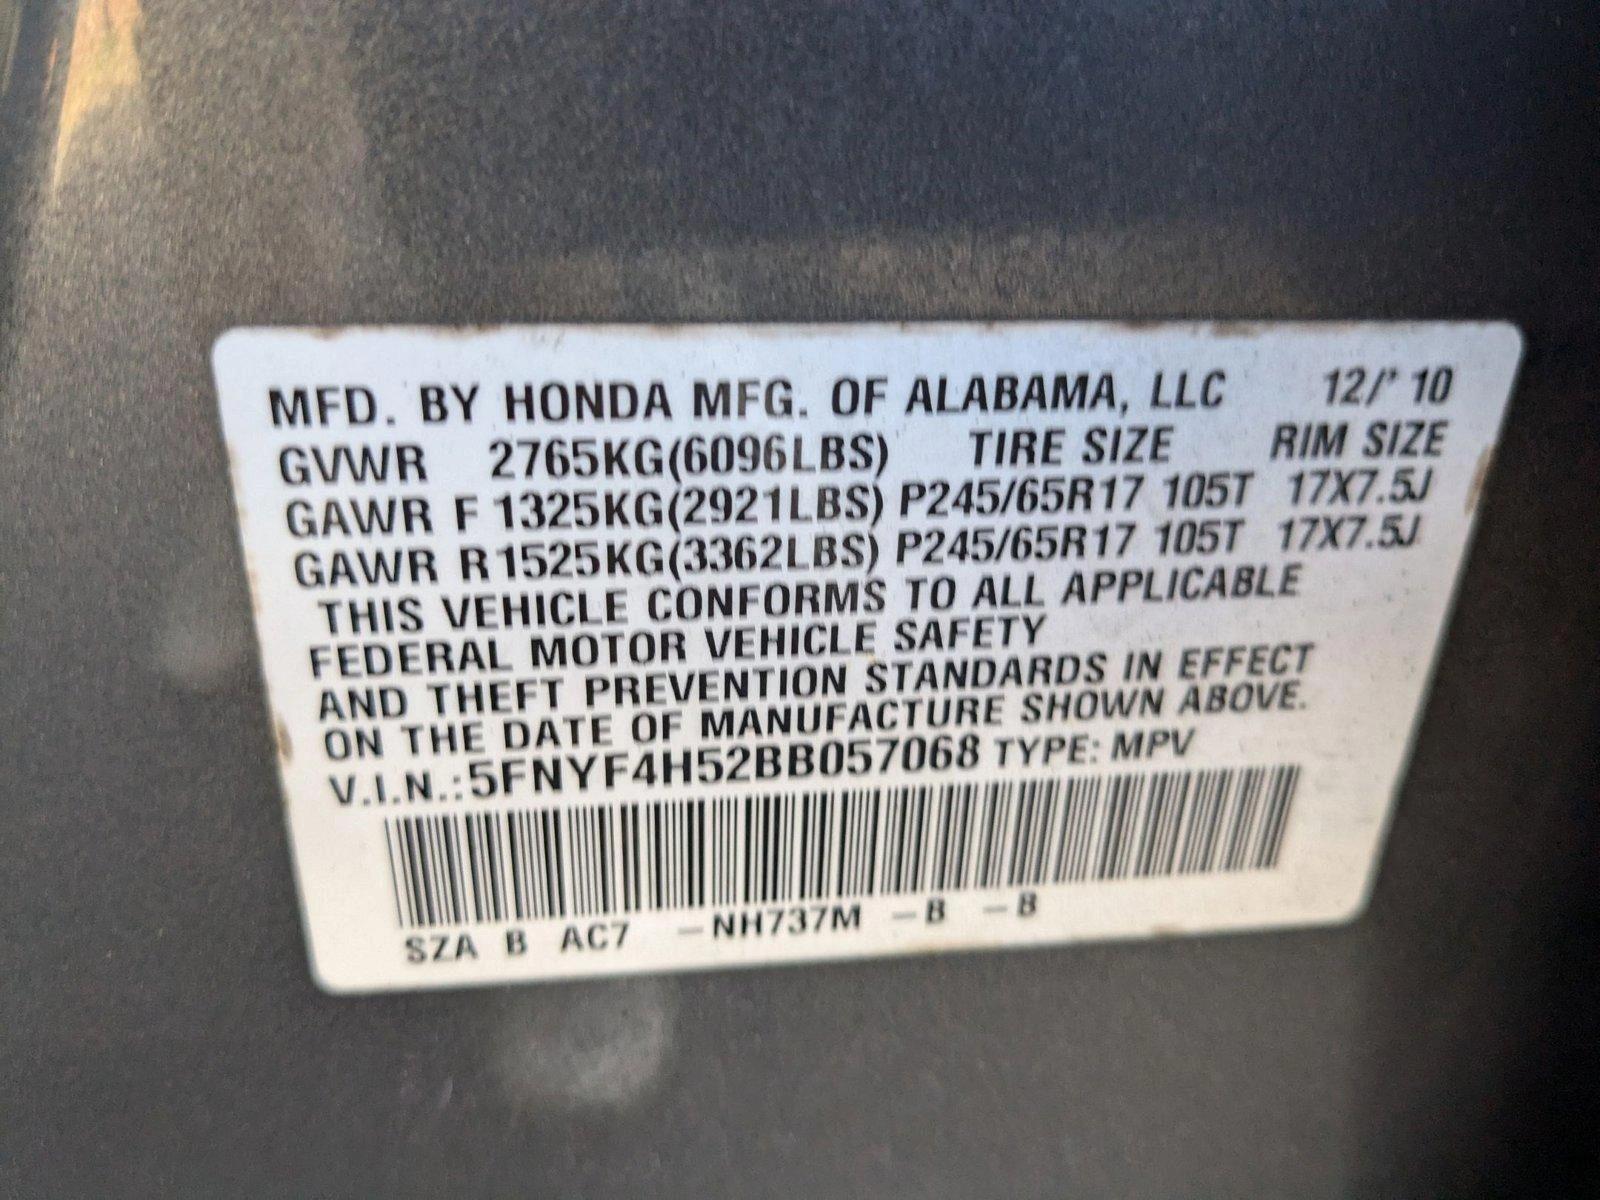 MFD. BY HONDA MFG. OF ALABAMA, LLC 12/' 10
GVWR 2765KG(6096LBS) TIRE SIZE RIM SIZE
GAWR F 1325KG(2921LBS) P245/65R17 105T 17X7.5J
GAWR R 1525KG(3362LBS) P245/65R17 105T 17X7.5J
THIS VEHICLE CONFORMS TO ALL APPLICABLE
FEDERAL MOTOR VEHICLE SAFETY
AND THEFT PREVENTION STANDARDS IN EFFECT
ON THE DATE OF MANUFACTURE SHOWN ABOVE.
V.I.N.:5FNYF4H52BB057068 TYPE: MPV
SZA B AC7 -NH737M -B -B